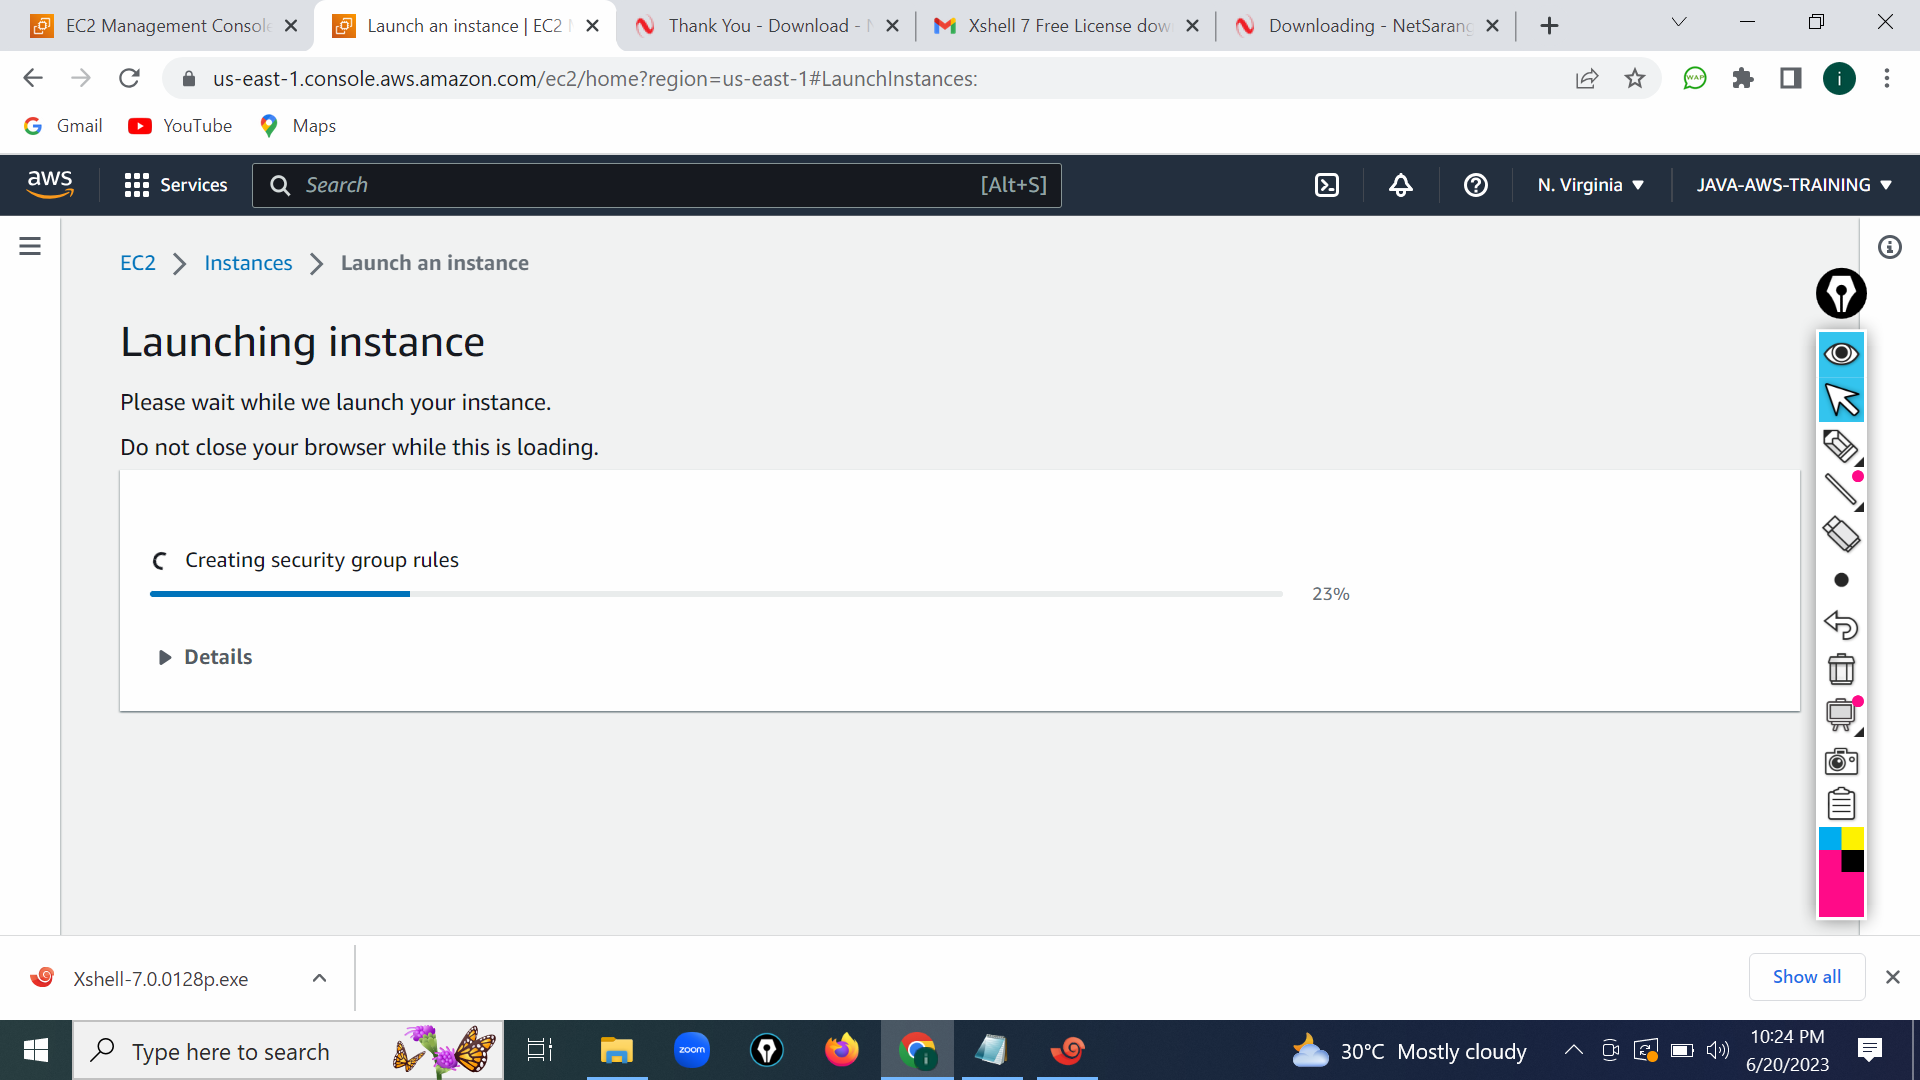 EC2 Management Console
Launch an instance | EC2
Thank You - Download -
Xshell 7 Free License dow
Downloading - NetSarang
us-east-1.console.aws.amazon.com/ec2/home?region=us-east-1#LaunchInstances:
WAP
i
Gmail
YouTube
Maps
aws
Services
Search
[Alt+S]
N. Virginia
JAVA-AWS-TRAINING
EC2
Instances
Launch an instance
Launching instance
Please wait while we launch your instance.
Do not close your browser while this is loading.
Creating security group rules
23%
Details
Xshell-7.0.0128p.exe
Show all
Type here to search
zoom
i
30°C Mostly cloudy
10:24 PM
6/20/2023